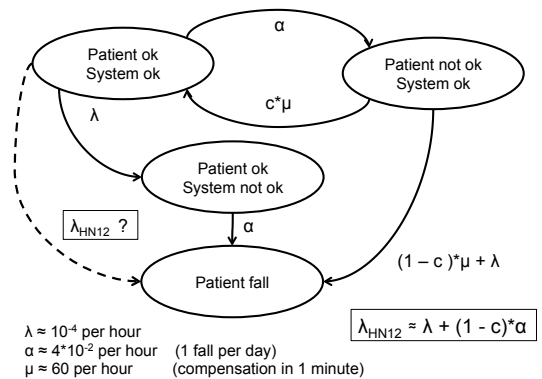 α
Patient ok
System ok
Patient not ok
System ok
c*μ
λ
Patient ok
System not ok
λHN12 ?
α
(1 – c )*μ + λ
Patient fall
λHN12 ≈ λ + (1 - c)*α
λ ≈ 10-4 per hour
α ≈ 4*10-2 per hour (1 fall per day)
μ ≈ 60 per hour (compensation in 1 minute)